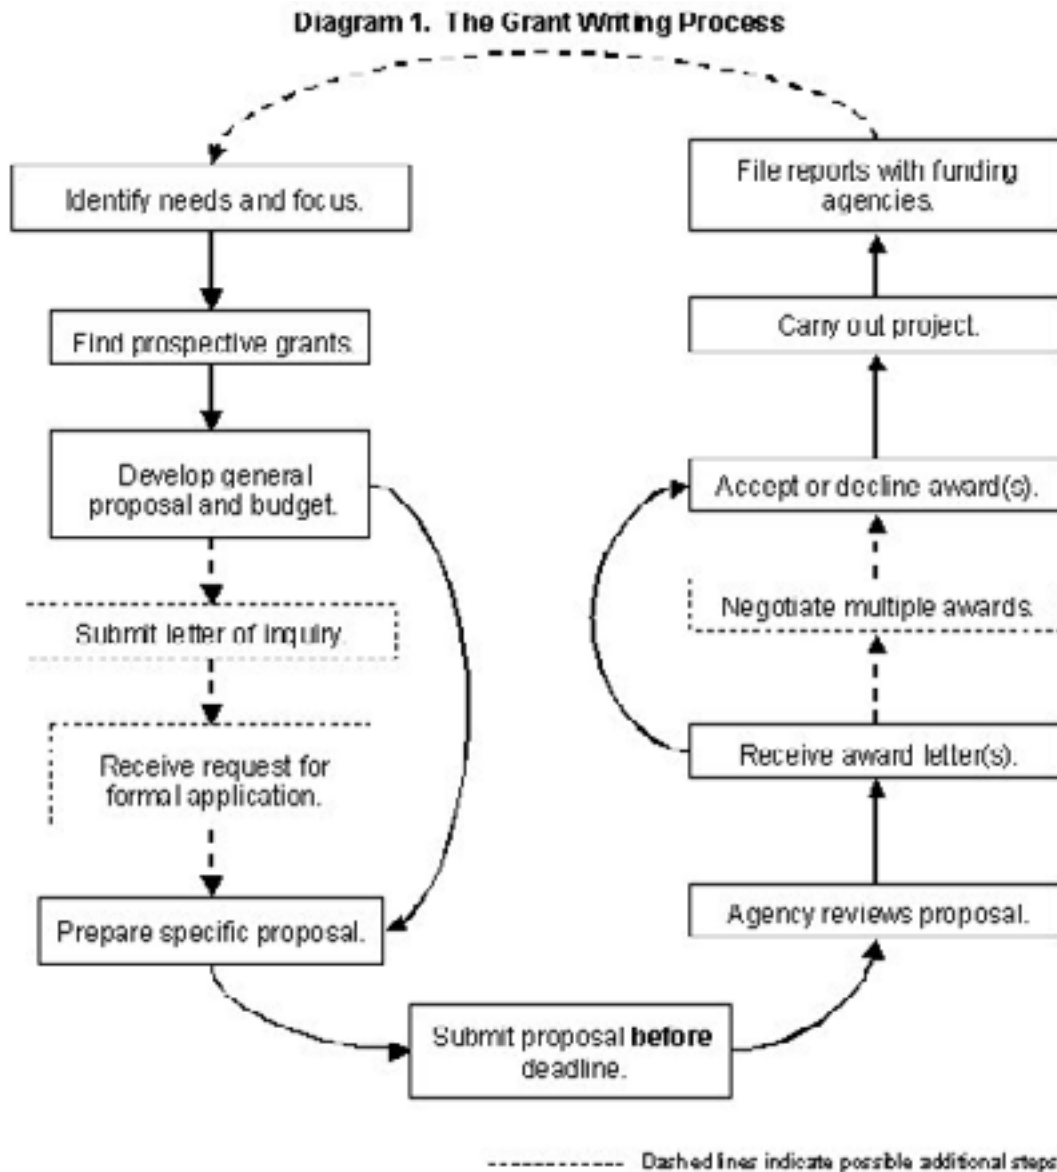 Diagram 1. The Grant Writing Process
Identify needs and focus.
Find prospective grants.
Develop general
proposal and budget.
Submit letter of inquiry.
Receive request for
formal application.
Prepare specific proposal.
Submit proposal before
deadline.
Agency reviews proposal.
Receive award letter(s).
Negotiate multiple awards.
Accept or decline award(s).
Carry out project.
File reports with funding
agencies.
Dashed lines indicate possible additional steps